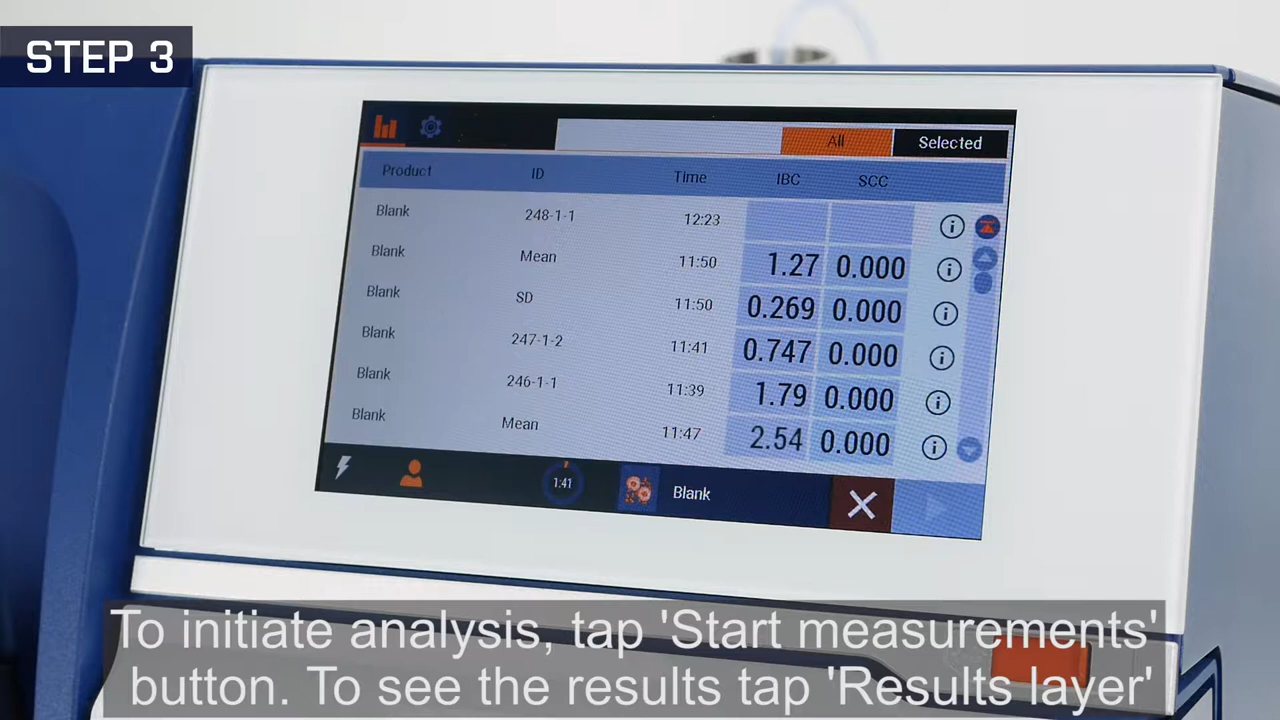 STEP 3
All Selected
Product ID Time IBC SCC
Blank 248-1-1 12:23
Blank Mean 11:50 1.27 0.000
Blank SD 11:50 0.269 0.000
Blank 247-1-2 11:41 0.747 0.000
Blank 246-1-1 11:39 1.79 0.000
Blank Mean 11:47 2.54 0.000
1:41 Blank
To initiate analysis, tap 'Start measurements'
button. To see the results tap 'Results layer'